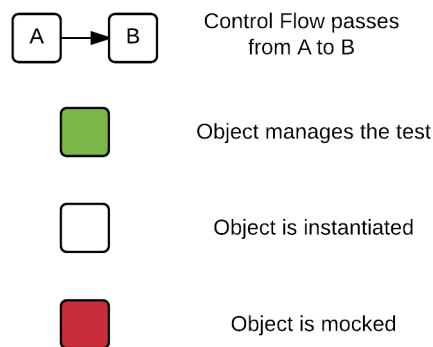 A
B
Control Flow passes
from A to B
Object manages the test
Object is instantiated
Object is mocked